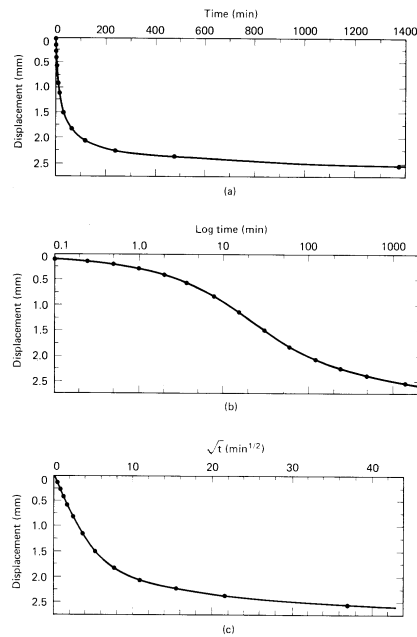 Time (min)
0 200 400 600 800 1000 1200 1400
Displacement (mm)
0
0.5
1.0
1.5
2.0
2.5
(a)
Log time (min)
0.1 1.0 10 100 1000
Displacement (mm)
0
0.5
1.0
1.5
2.0
2.5
(b)
√t (min1/2)
0 10 20 30 40
Displacement (mm)
0
0.5
1.0
1.5
2.0
2.5
(c)